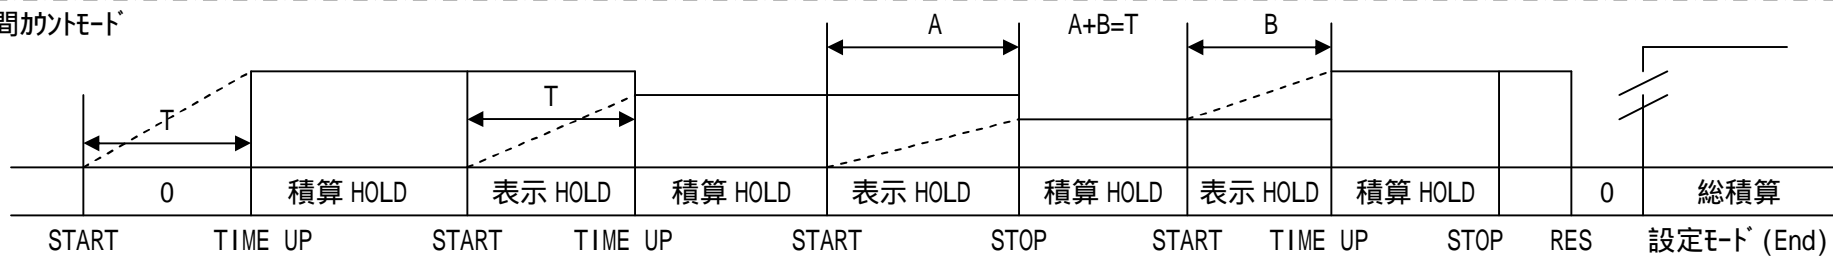 間ｶｳﾝﾄﾓｰﾄﾞ
A A+B=T B
T T
0 積算 HOLD 表示 HOLD 積算 HOLD 表示 HOLD 積算 HOLD 表示 HOLD 積算 HOLD 0 総積算
START TIME UP START TIME UP START STOP START TIME UP STOP RES 設定ﾓｰﾄﾞ (End)